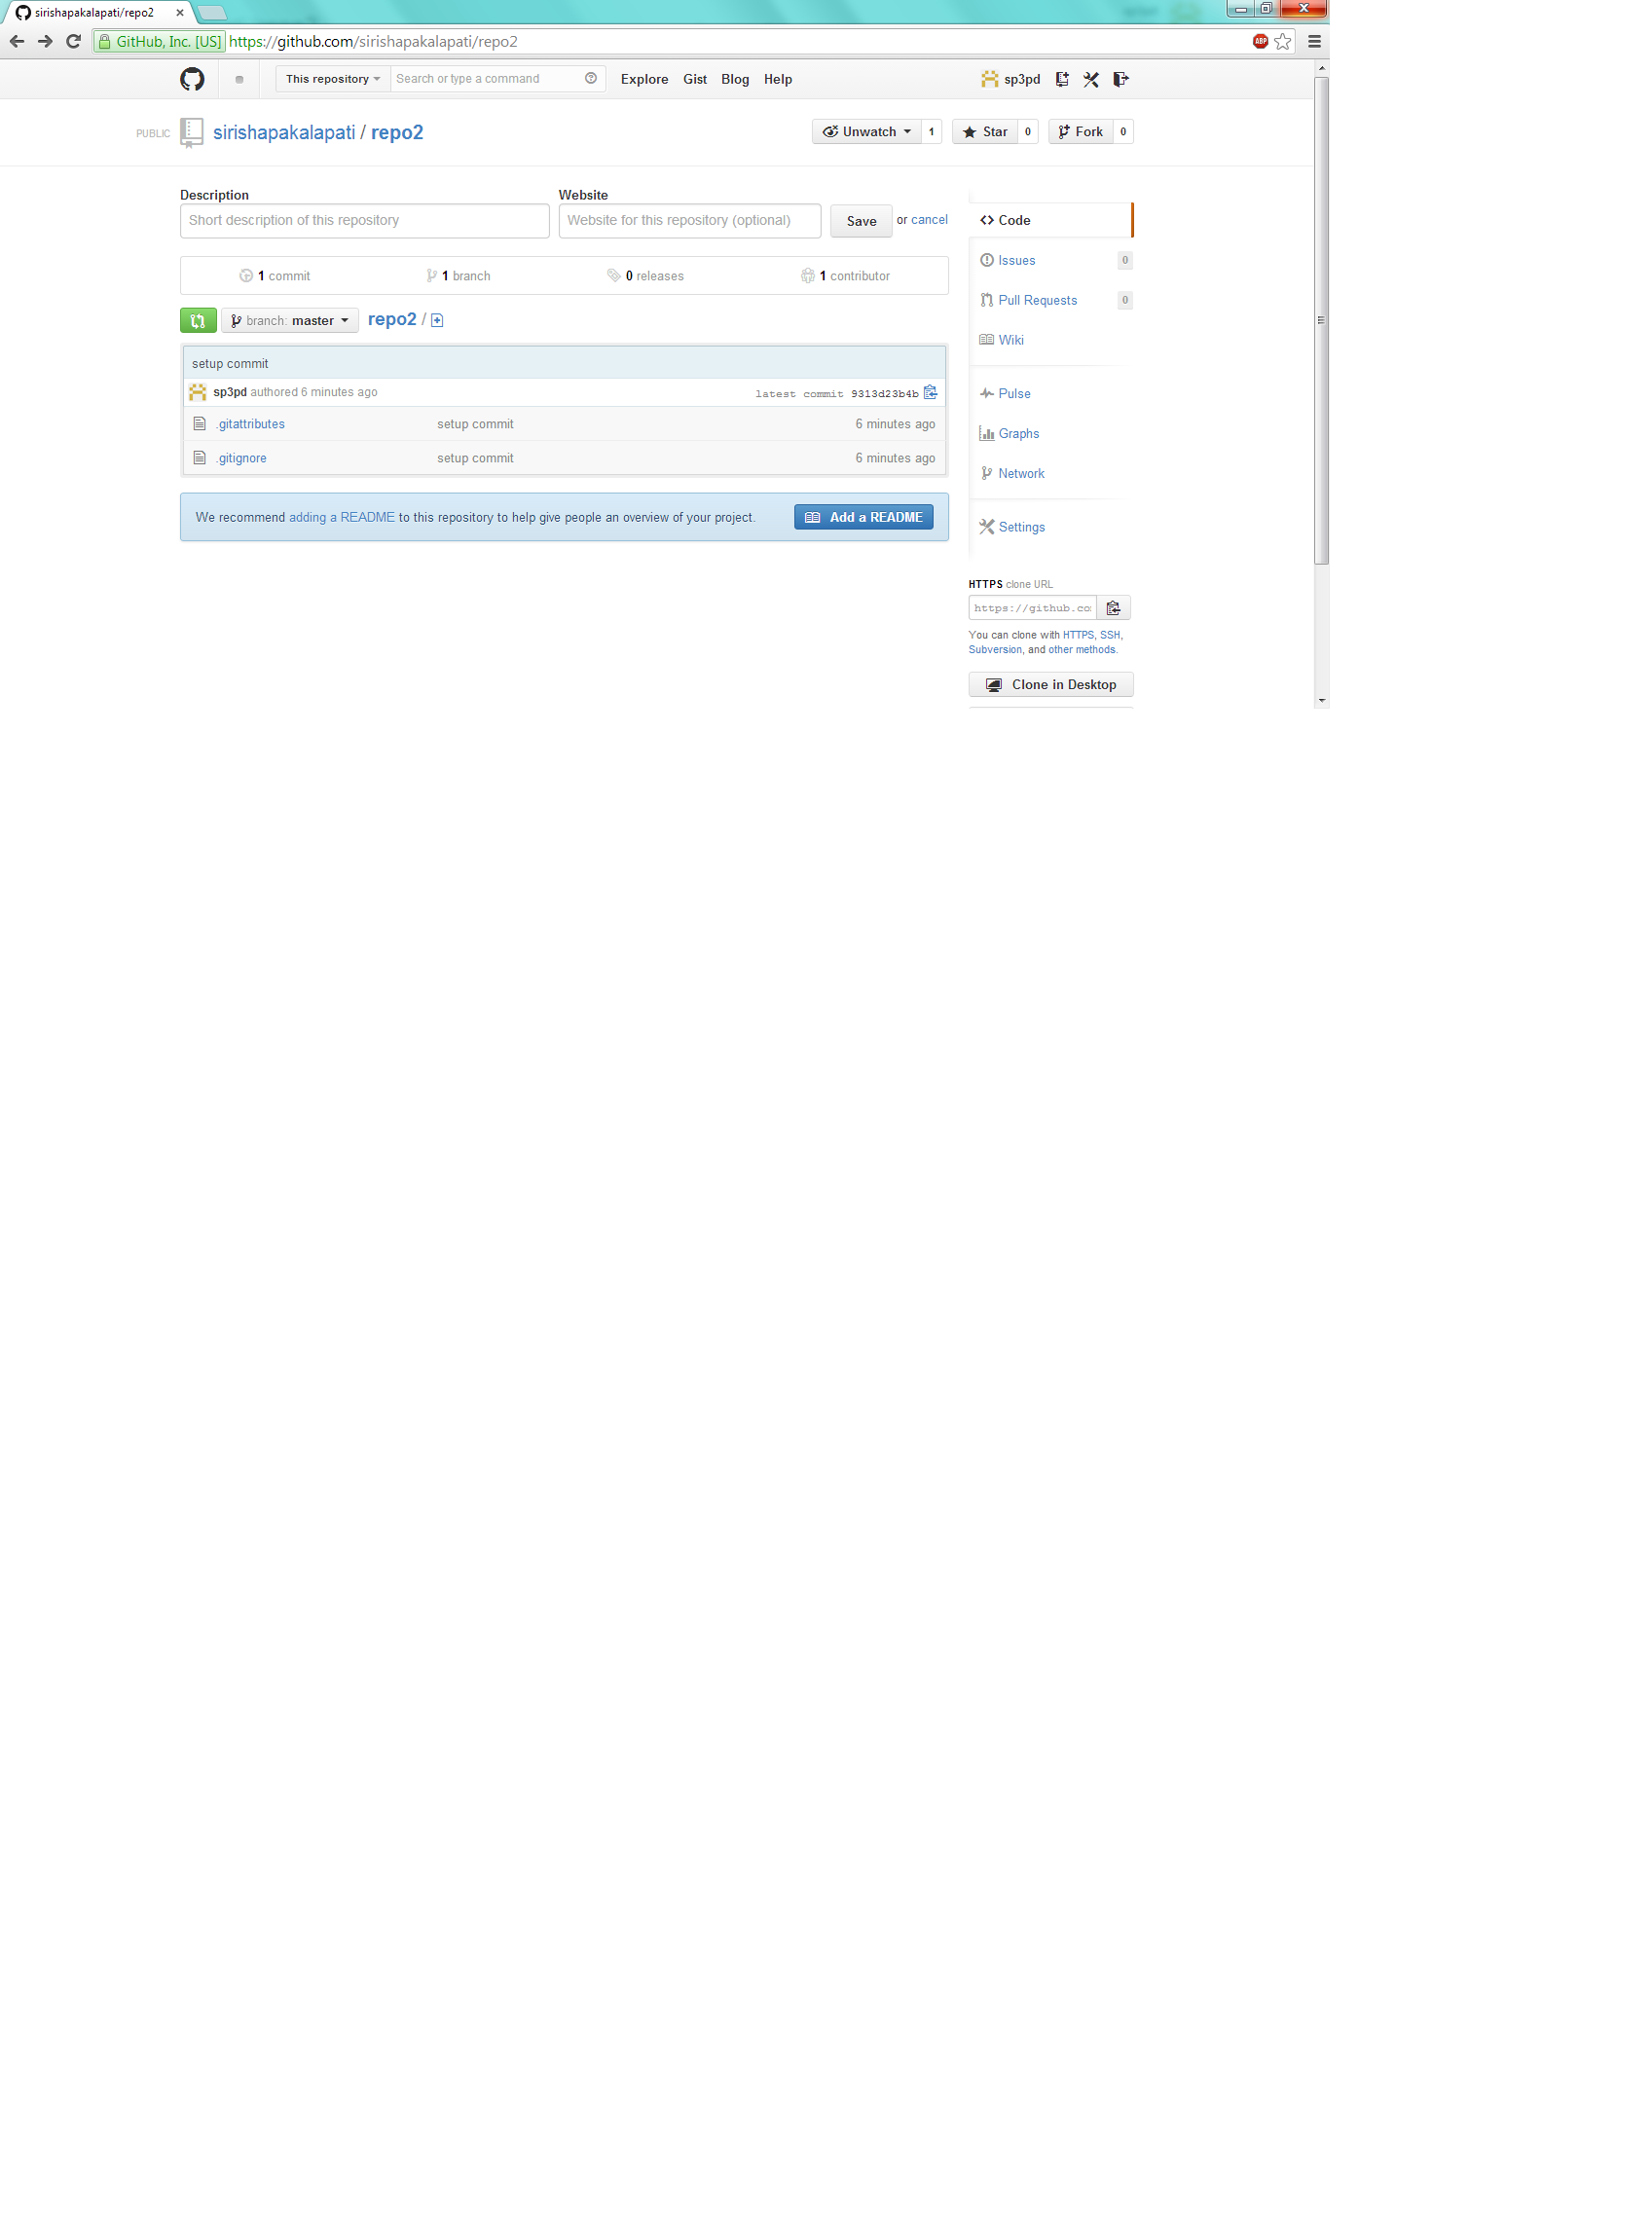 sirishapakalapati/repo2
GitHub, Inc. [US] https://github.com/sirishapakalapati/repo2
This repository Search or type a command Explore Gist Blog Help sp3pd
PUBLIC sirishapakalapati / repo2 Unwatch 1 Star 0 Fork 0
Description Website
Short description of this repository Website for this repository (optional) Save or cancel
1 commit 1 branch 0 releases 1 contributor
branch: master repo2 /
setup commit
sp3pd authored 6 minutes ago latest commit 9313d23b4b
.gitattributes setup commit 6 minutes ago
.gitignore setup commit 6 minutes ago
We recommend adding a README to this repository to help give people an overview of your project. Add a README
Code
Issues 0
Pull Requests 0
Wiki
Pulse
Graphs
Network
Settings
HTTPS clone URL
https://github.co
You can clone with HTTPS, SSH,
Subversion, and other methods.
Clone in Desktop